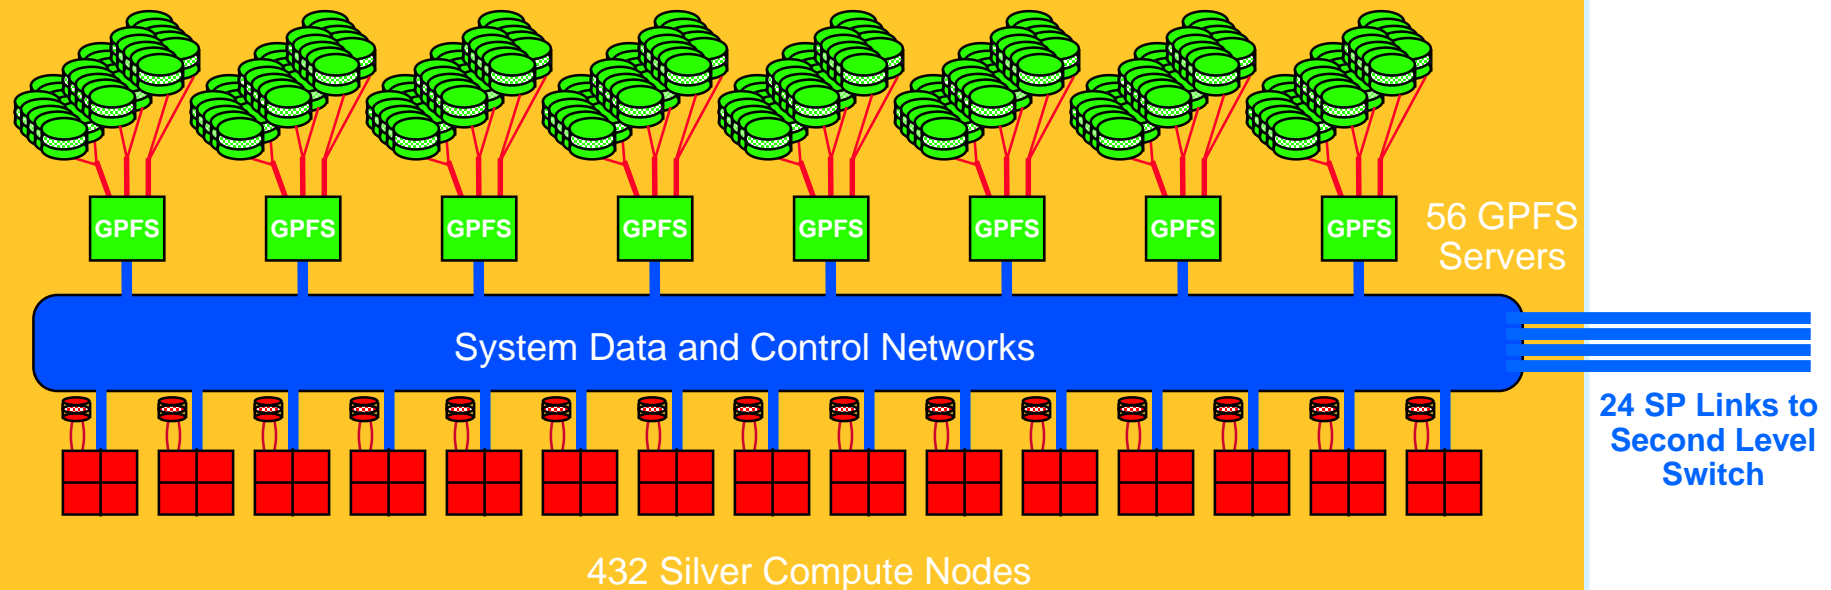 GPFS GPFS GPFS GPFS GPFS GPFS GPFS GPFS
56 GPFS
Servers
System Data and Control Networks
24 SP Links to
Second Level
Switch
432 Silver Compute Nodes